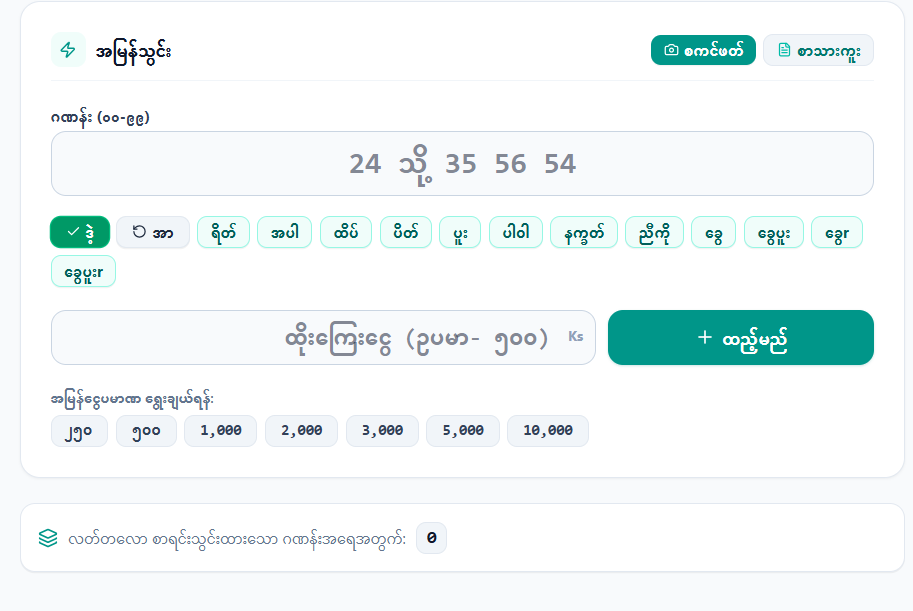 အမြန်သွင်း
စကင်ဖတ် စာသားကူး
ဂဏန်း (၀၀-၉၉)
24 သို့ 35 56 54
ဒဲ့ အာ ရိတ် အပါ ထိပ် ပိတ် ပူး ပါဝါ နက္ခတ် ညီကို ခွေ ခွေပူး ခွေr
ခွေပူးr
ထိုးကြေးငွေ (ဥပမာ- ၅၀၀) Ks
ထည့်မည်
အမြန်ငွေပမာဏ ရွေးချယ်ရန်:
၂၅၀ ၅၀၀ 1,000 2,000 3,000 5,000 10,000
လတ်တလော စာရင်းသွင်းထားသော ဂဏန်းအရေအတွက်: 0